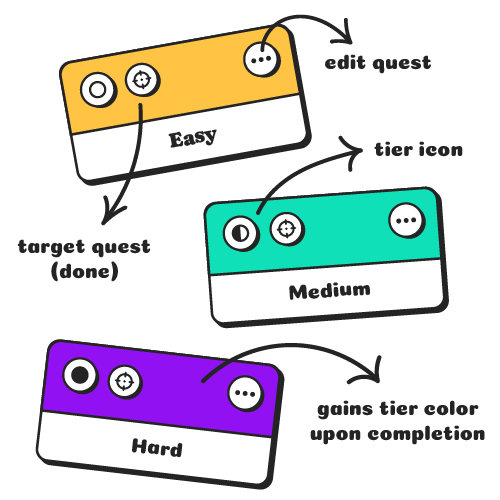 edit quest
Easy
tier icon
target quest
(done)
Medium
gains tier color
upon completion
Hard